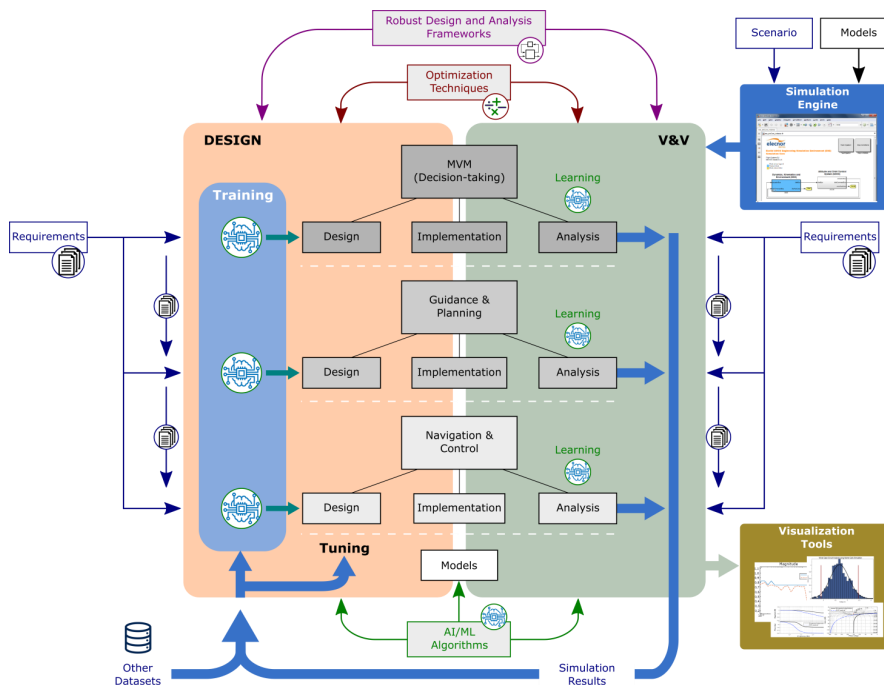 Robust Design and Analysis
Frameworks
Scenario
Models
Optimization
Techniques
Simulation
Engine
elecnor
DESIGN
V&V
MVM
(Decision-taking)
Learning
Training
Requirements
Design
Implementation
Analysis
Requirements
Guidance &
Planning
Learning
Design
Implementation
Analysis
Navigation &
Control
Learning
Design
Implementation
Analysis
Tuning
Models
Visualization
Tools
Magnitude
AI/ML
Algorithms
Other
Datasets
Simulation
Results